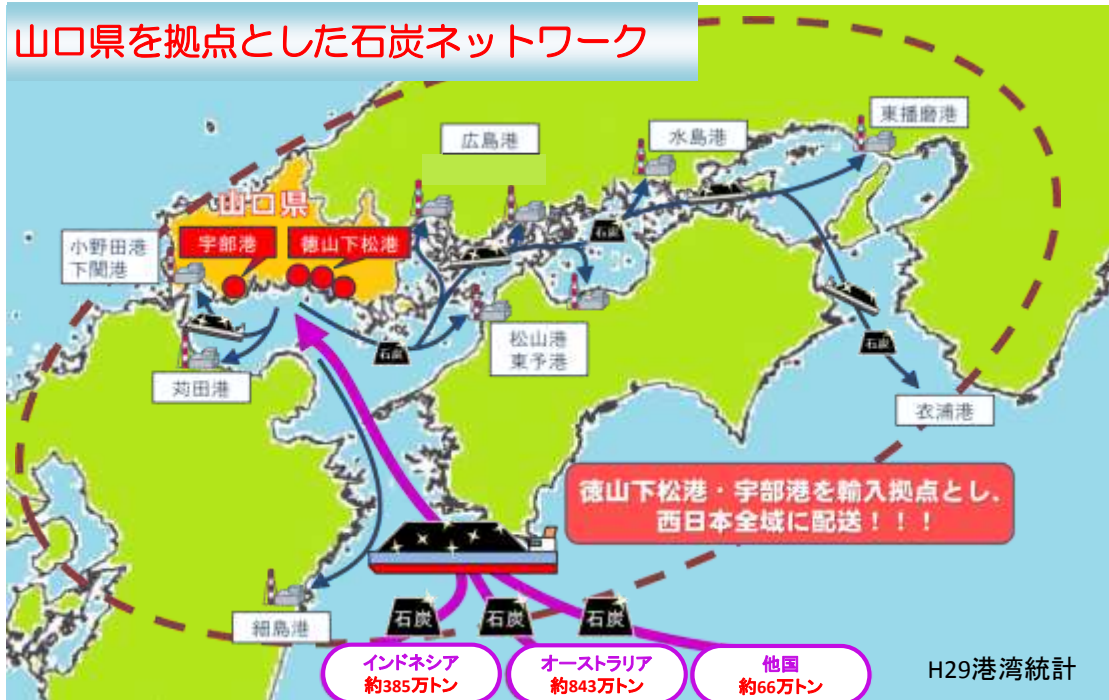 山口県を拠点とした石炭ネットワーク
東播磨港
水島港
広島港
山口県
宇部港
徳山下松港
小野田港
下関港
石炭
松山港
東予港
石炭
石炭
苅田港
衣浦港
徳山下松港・宇部港を輸入拠点とし、
西日本全域に配送！！！
細島港
石炭
石炭
石炭
インドネシア
約385万トン
オーストラリア
約843万トン
他国
約66万トン
H29港湾統計